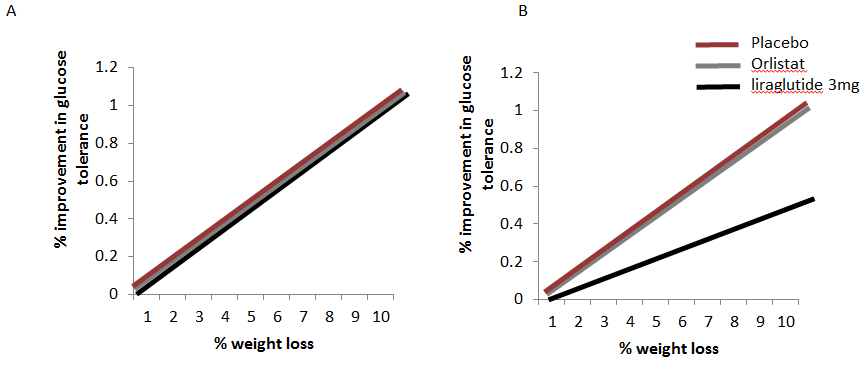 A
% improvement in glucose
tolerance
1.2
1
0.8
0.6
0.4
0.2
0
1 2 3 4 5 6 7 8 9 10
% weight loss
B
Placebo
Orlistat
liraglutide 3mg
% improvement in glucose
tolerance
1.2
1
0.8
0.6
0.4
0.2
0
1 2 3 4 5 6 7 8 9 10
% weight loss